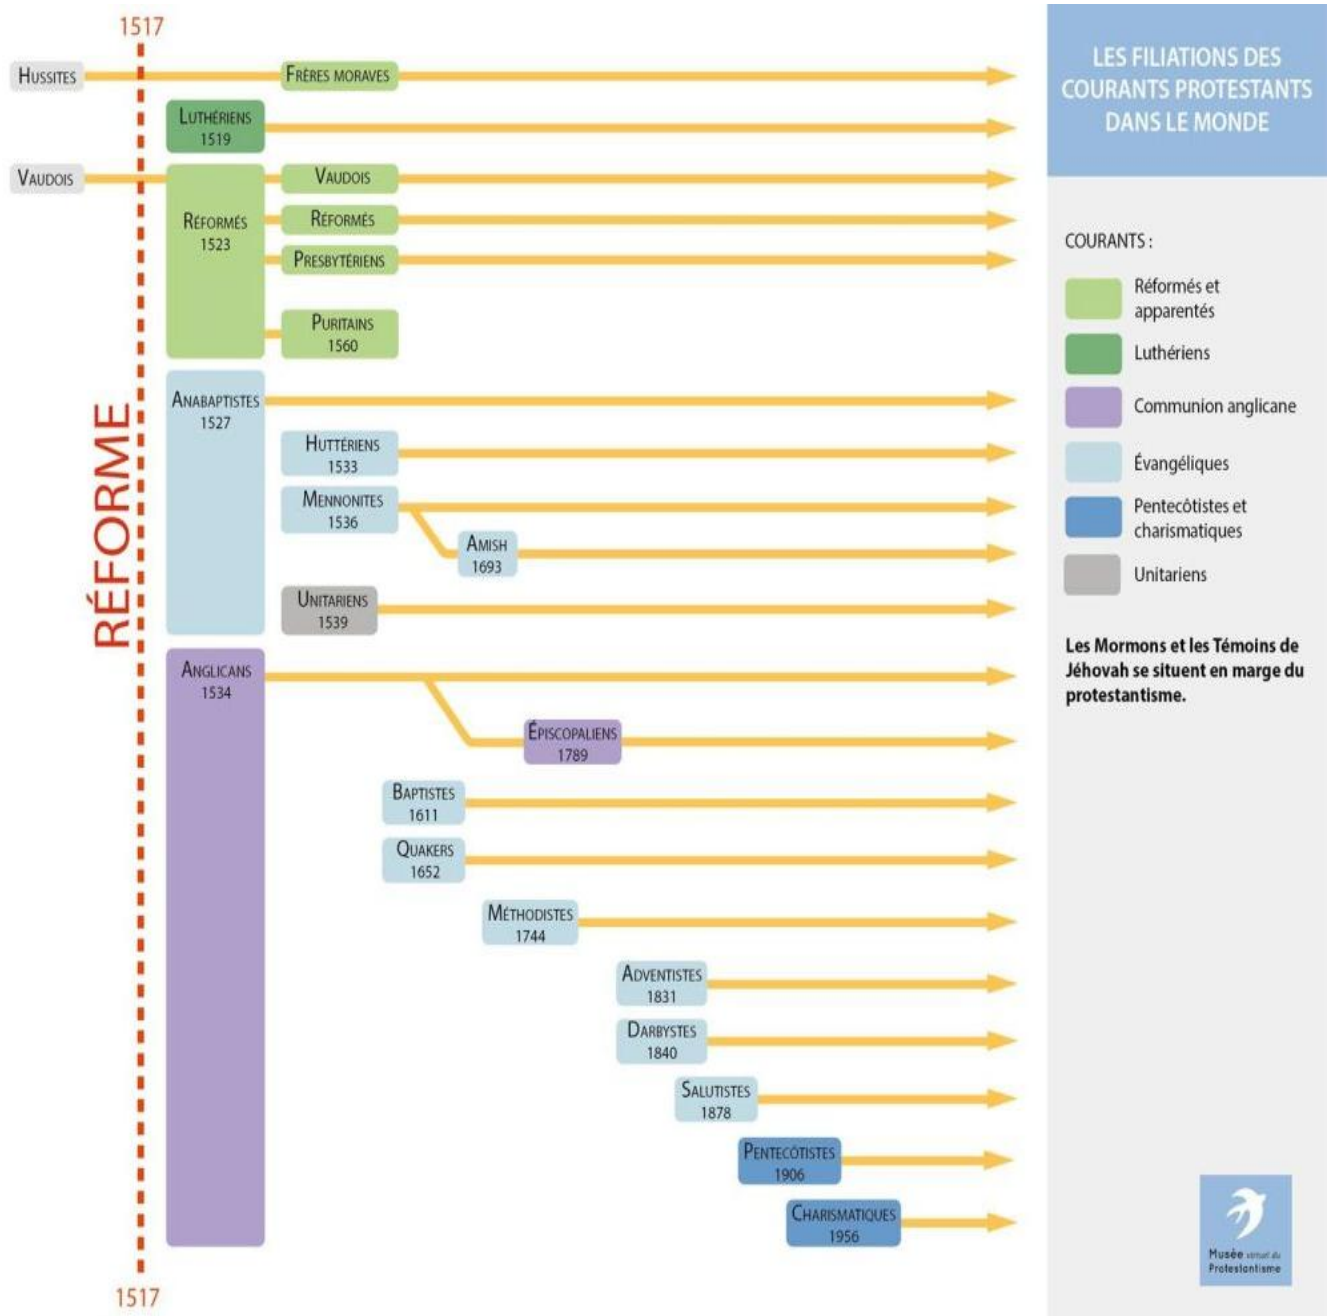 1517
HUSSITES
FRÈRES MORAVES
LUTHÉRIENS
1519
VAUDOIS
VAUDOIS
RÉFORMÉS
1523
RÉFORMÉS
PRESBYTÉRIENS
PURITAINS
1560
RÉFORME
ANABAPTISTES
1527
HUTTÉRIENS
1533
MENNONITES
1536
AMISH
1693
UNITARIENS
1539
ANGLICANS
1534
ÉPISCOPALIENS
1789
BAPTISTES
1611
QUAKERS
1652
MÉTHODISTES
1744
ADVENTISTES
1831
DARBYSTES
1840
SALUTISTES
1878
PENTECÔTISTES
1906
CHARISMATIQUES
1956
1517
LES FILIATIONS DES
COURANTS PROTESTANTS
DANS LE MONDE
COURANTS :
Réformés et
apparentés
Luthériens
Communion anglicane
Évangéliques
Pentecôtistes et
charismatiques
Unitariens
Les Mormons et les Témoins de
Jéhovah se situent en marge du
protestantisme.
Musée virtuel du
Protestantisme